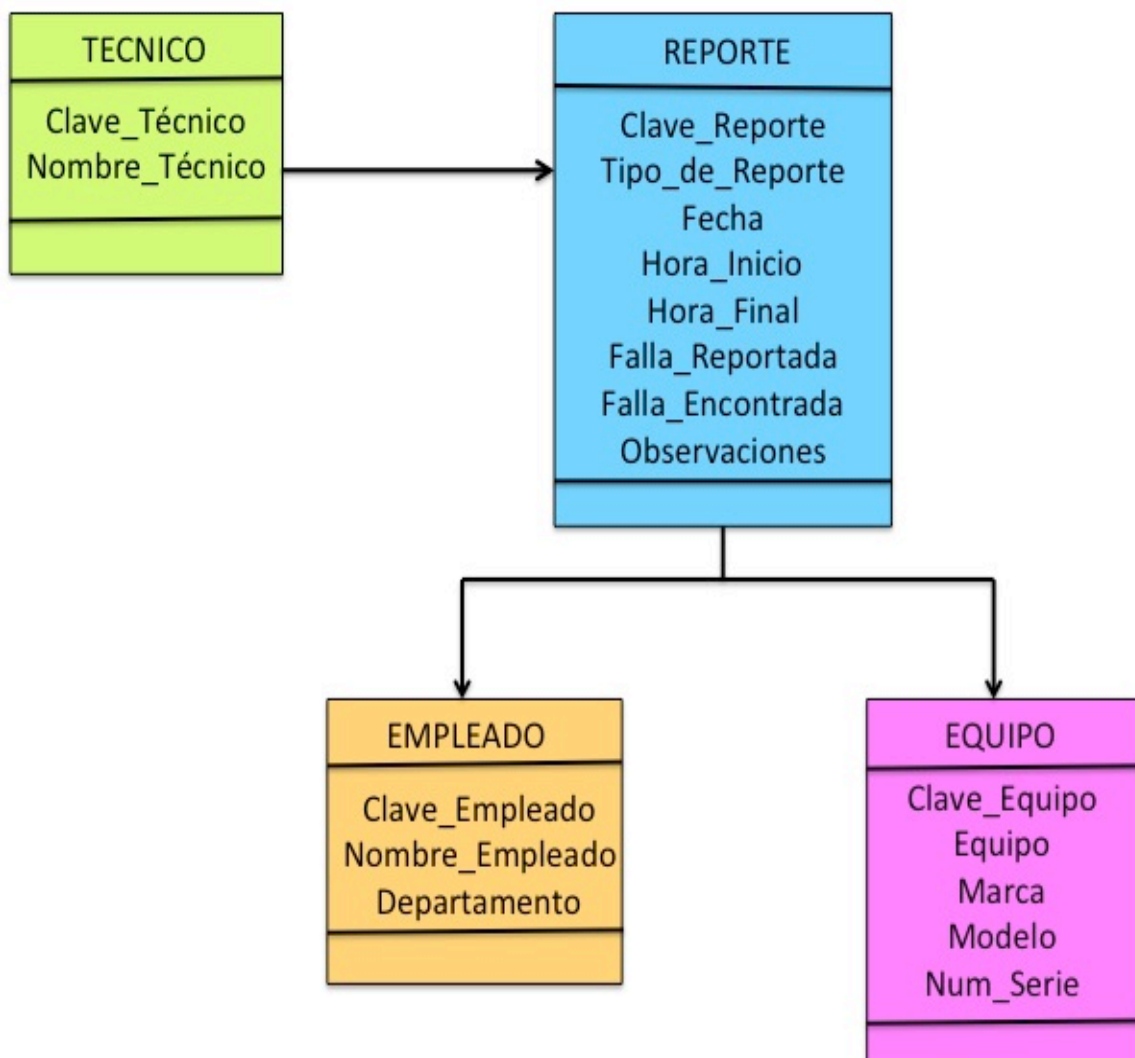 TECNICO
Clave_Técnico
Nombre_Técnico
REPORTE
Clave_Reporte
Tipo_de_Reporte
Fecha
Hora_Inicio
Hora_Final
Falla_Reportada
Falla_Encontrada
Observaciones
EMPLEADO
Clave_Empleado
Nombre_Empleado
Departamento
EQUIPO
Clave_Equipo
Equipo
Marca
Modelo
Num_Serie